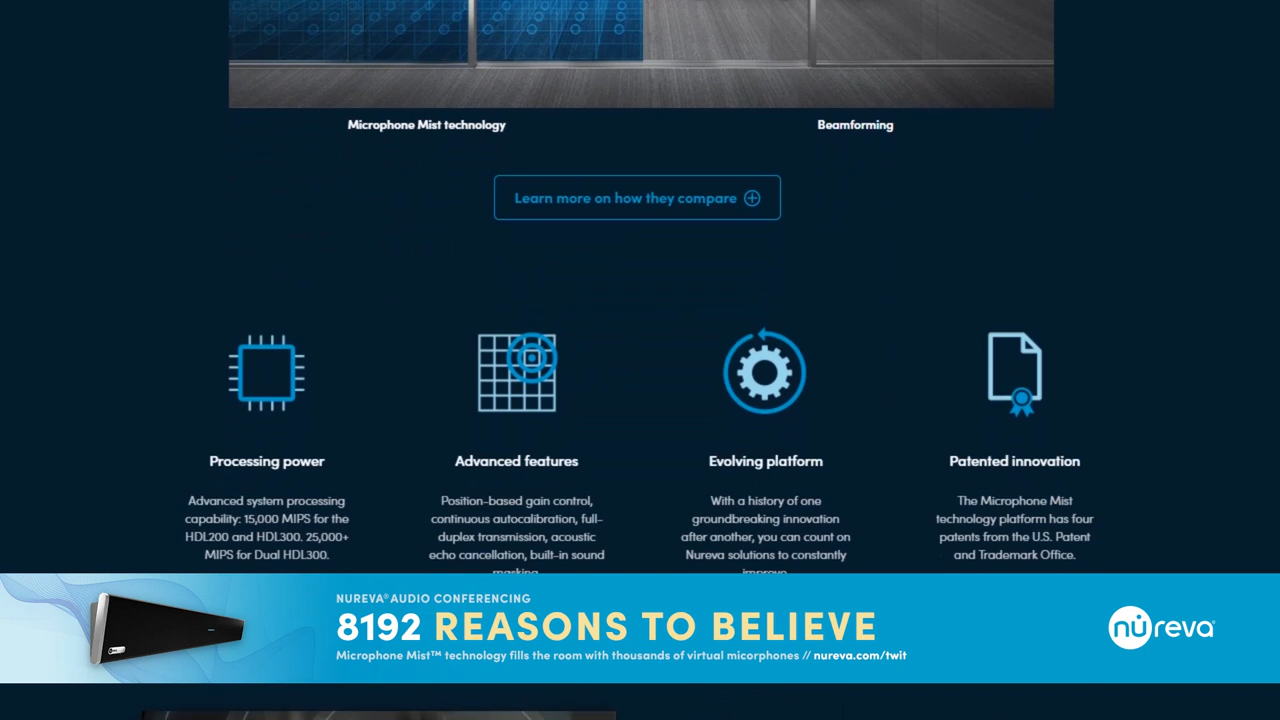 Microphone Mist technology
Beamforming
Learn more on how they compare
Processing power
Advanced system processing
capability: 15,000 MIPS for the
HDL200 and HDL300. 25,000+
MIPS for Dual HDL300.
Advanced features
Position-based gain control,
continuous autocalibration, full-
duplex transmission, acoustic
echo cancellation, built-in sound
masking
Evolving platform
With a history of one
groundbreaking innovation
after another, you can count on
Nureva solutions to constantly
improve
Patented innovation
The Microphone Mist
technology platform has four
patents from the U.S. Patent
and Trademark Office.
NUREVA® AUDIO CONFERENCING
8192 REASONS TO BELIEVE
Microphone Mist™ technology fills the room with thousands of virtual micorphones // nureva.com/twit
nureva